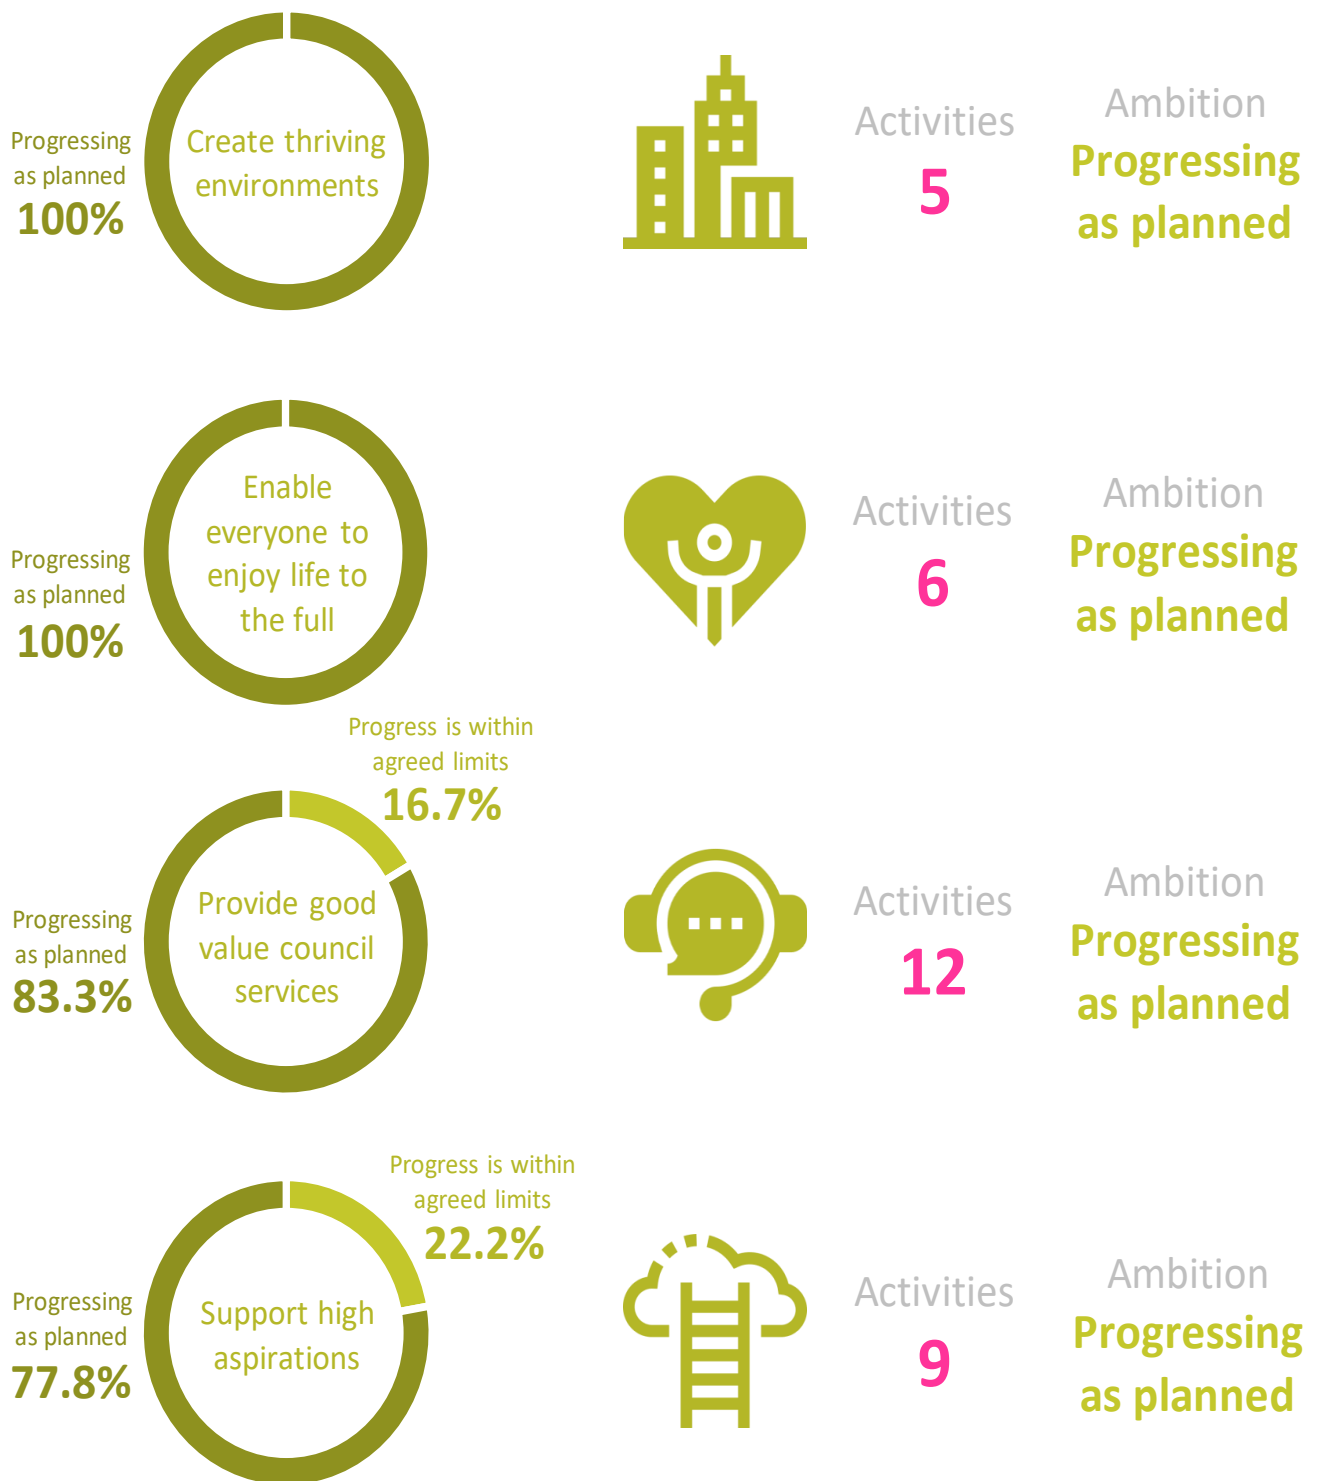 Progressing
as planned
100%
Create thriving
environments
Activities
5
Ambition
Progressing
as planned
Progressing
as planned
100%
Enable
everyone to
enjoy life to
the full
Activities
6
Ambition
Progressing
as planned
Progress is within
agreed limits
16.7%
Progressing
as planned
83.3%
Provide good
value council
services
Activities
12
Ambition
Progressing
as planned
Progress is within
agreed limits
22.2%
Progressing
as planned
77.8%
Support high
aspirations
Activities
9
Ambition
Progressing
as planned